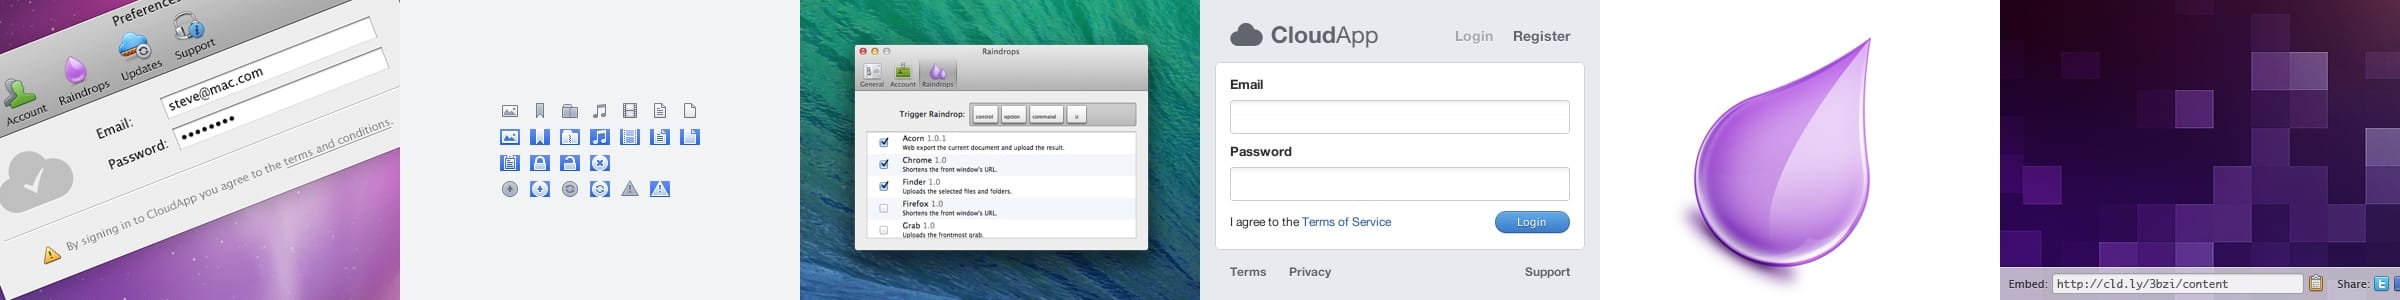 Preferences
Account
Raindrops
Updates
Support
Email:
steve@mac.com
Password:
By signing in to CloudApp you agree to the terms and conditions.
Raindrops
General Account Raindrops
Trigger Raindrop: control option command U
Acorn 1.0.1
Web export the current document and upload the result.
Chrome 1.0
Shortens the front window's URL.
Finder 1.0
Uploads the selected files and folders.
Firefox 1.0
Shortens the front window's URL.
Grab 1.0
Uploads the frontmost grab.
CloudApp Login Register
Email
Password
I agree to the Terms of Service Login
Terms Privacy Support
Embed: http://cld.ly/3bzi/content Share: